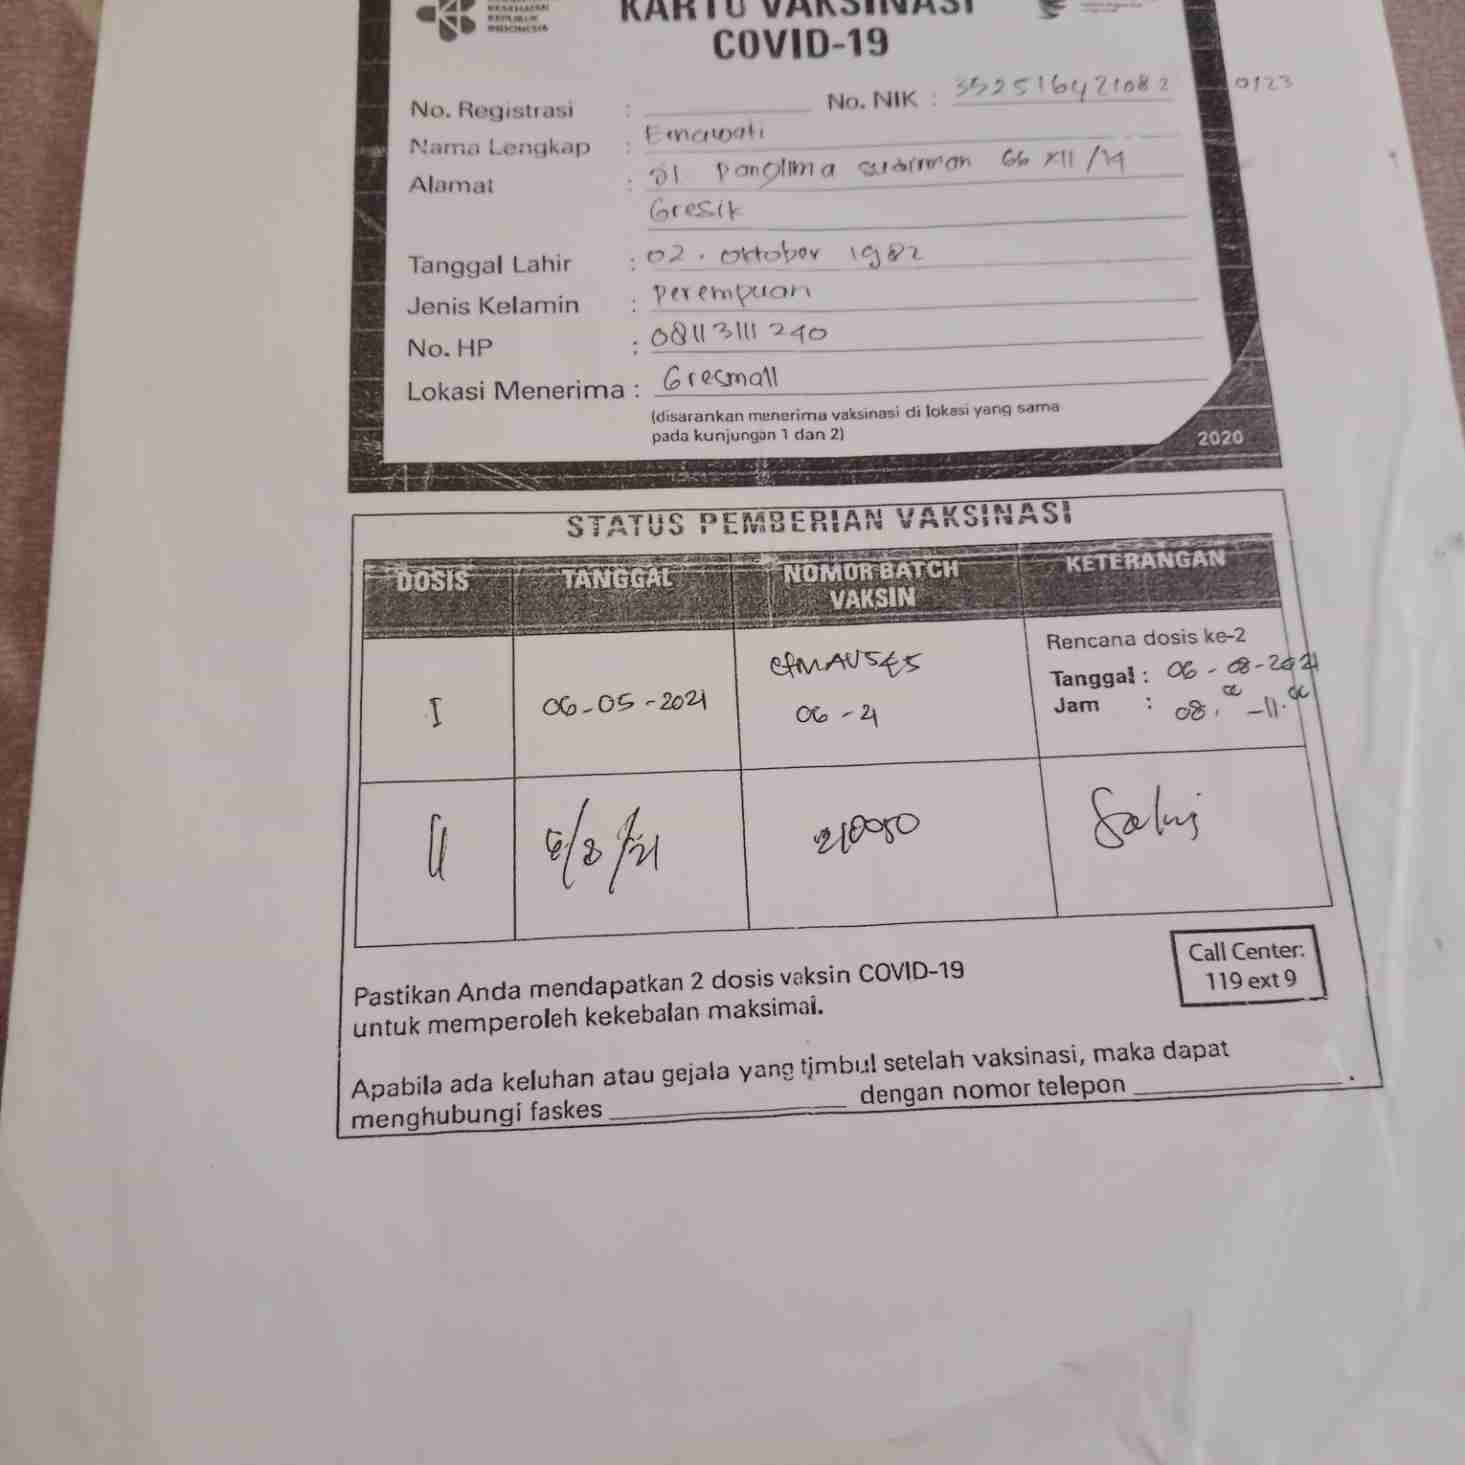 KESEHATAN
REPUBLIK
INDONESIA
KARTU VAKSINASI
COVID-19
No. Registrasi : No. NIK : 352516421082 0123
Nama Lengkap : Ernawati
Alamat : Jl Panglima sudirman 66 XII/14
Gresik
Tanggal Lahir : 02. Oktober 1982
Jenis Kelamin : Perempuan
No. HP : 08113111240
Lokasi Menerima : Gresmall
(disarankan menerima vaksinasi di lokasi yang sama
pada kunjungan 1 dan 2)
2020
STATUS PEMBERIAN VAKSINASI
DOSIS TANGGAL NOMOR BATCH VAKSIN KETERANGAN
I 06-05-2021 06-21 Rencana dosis ke-2
Tanggal : 06-08-2021
Jam : 08.00-11.00
II 6/8/21
Pastikan Anda mendapatkan 2 dosis vaksin COVID-19
untuk memperoleh kekebalan maksimal.
Call Center:
119 ext 9
Apabila ada keluhan atau gejala yang timbul setelah vaksinasi, maka dapat
menghubungi faskes dengan nomor telepon .